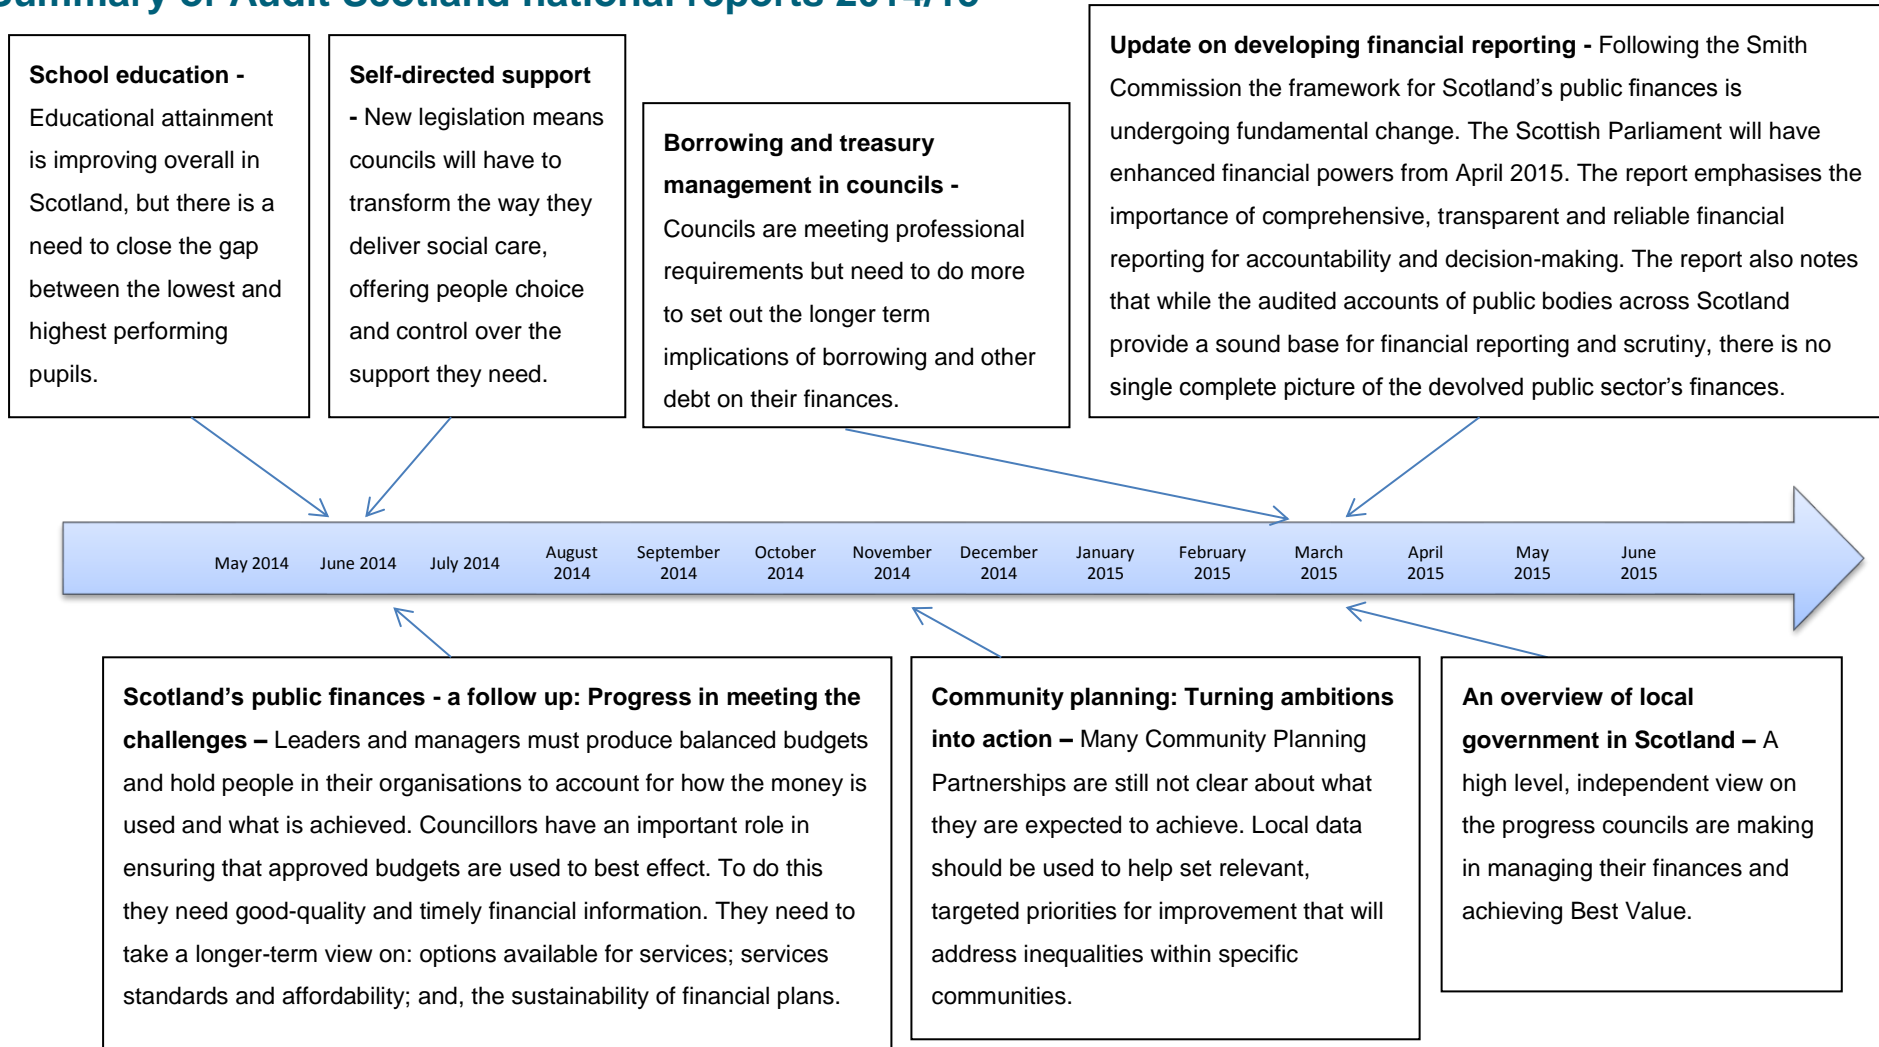 Summary of Audit Scotland national reports 2014/15
School education -
Educational attainment
is improving overall in
Scotland, but there is a
need to close the gap
between the lowest and
highest performing
pupils.
Self-directed support
- New legislation means
councils will have to
transform the way they
deliver social care,
offering people choice
and control over the
support they need.
Borrowing and treasury
management in councils -
Councils are meeting professional
requirements but need to do more
to set out the longer term
implications of borrowing and other
debt on their finances.
Update on developing financial reporting - Following the Smith
Commission the framework for Scotland’s public finances is
undergoing fundamental change. The Scottish Parliament will have
enhanced financial powers from April 2015. The report emphasises the
importance of comprehensive, transparent and reliable financial
reporting for accountability and decision-making. The report also notes
that while the audited accounts of public bodies across Scotland
provide a sound base for financial reporting and scrutiny, there is no
single complete picture of the devolved public sector’s finances.
May 2014
June 2014
July 2014
August
2014
September
2014
October
2014
November
2014
December
2014
January
2015
February
2015
March
2015
April
2015
May
2015
June
2015
Scotland’s public finances - a follow up: Progress in meeting the
challenges – Leaders and managers must produce balanced budgets
and hold people in their organisations to account for how the money is
used and what is achieved. Councillors have an important role in
ensuring that approved budgets are used to best effect. To do this
they need good-quality and timely financial information. They need to
take a longer-term view on: options available for services; services
standards and affordability; and, the sustainability of financial plans.
Community planning: Turning ambitions
into action – Many Community Planning
Partnerships are still not clear about what
they are expected to achieve. Local data
should be used to help set relevant,
targeted priorities for improvement that will
address inequalities within specific
communities.
An overview of local
government in Scotland – A
high level, independent view on
the progress councils are making
in managing their finances and
achieving Best Value.